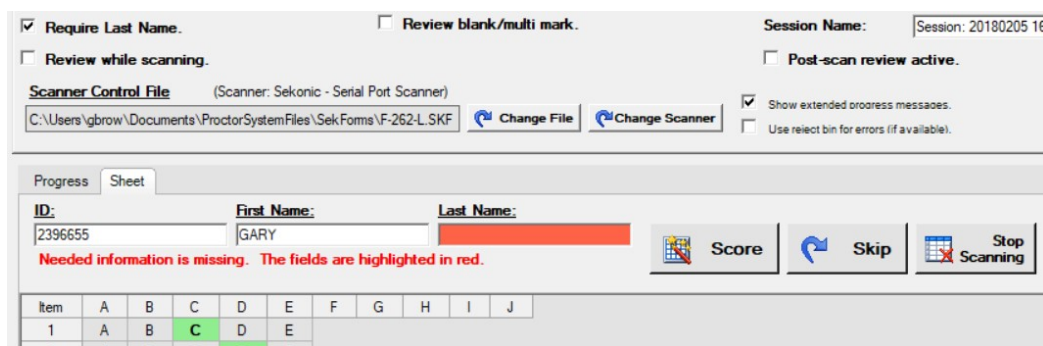 Require Last Name. Review blank/multi mark. Session Name: Session: 20180205 16
Review while scanning. Post-scan review active.
Scanner Control File (Scanner: Sekonic - Serial Port Scanner)
Show extended progress messages.
C:\Users\gbrow\Documents\ProctorSystemFiles\SekForms\F-262-L.SKF Change File Change Scanner
Use reject bin for errors (if available).
Progress Sheet
ID: First Name: Last Name:
2396655 GARY
Score Skip Stop Scanning
Needed information is missing. The fields are highlighted in red.
Item A B C D E F G H I J
1 A B C D E